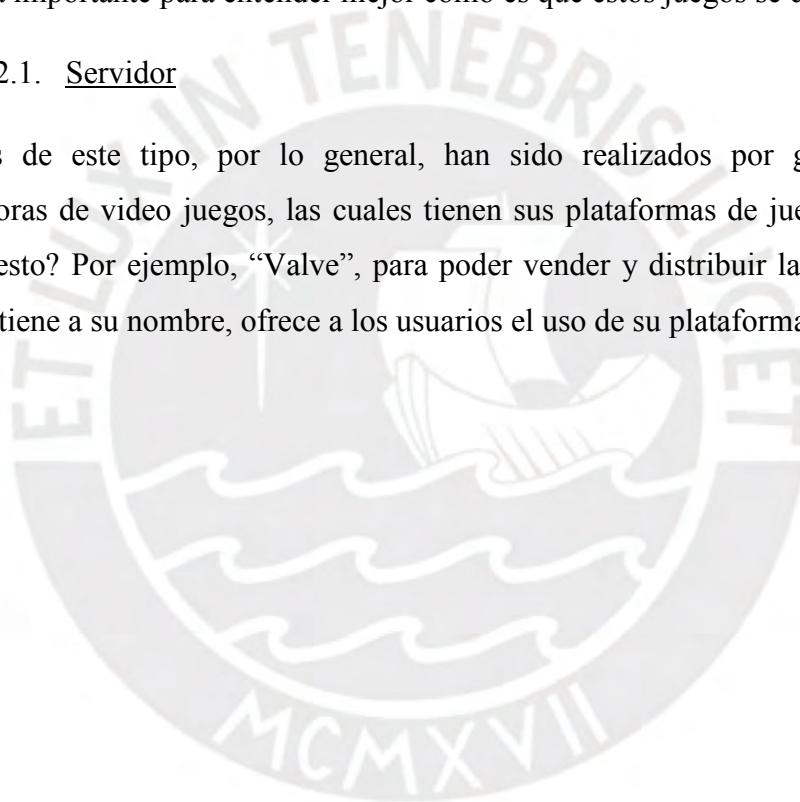 importante para entender mejor como es que estos juegos se
2.1. Servidor
de este tipo, por lo general, han sido realizados por
oras de video juegos, las cuales tienen sus plataformas de
esto? Por ejemplo, “Valve”, para poder vender y distribuir la
tiene a su nombre, ofrece a los usuarios el uso de su plataforma
ET LUX IN TENEBRIS LUCET
MCMXVII